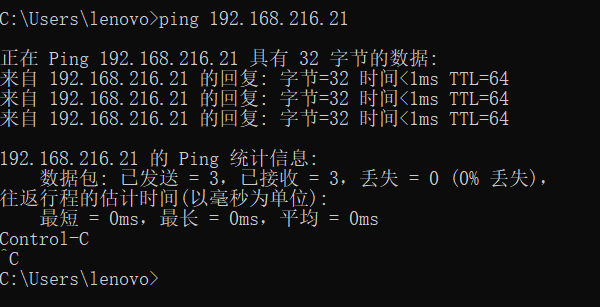 C:\Users\lenovo>ping 192.168.216.21
正在 Ping 192.168.216.21 具有 32 字节的数据:
来自 192.168.216.21 的回复: 字节=32 时间<1ms TTL=64
来自 192.168.216.21 的回复: 字节=32 时间<1ms TTL=64
来自 192.168.216.21 的回复: 字节=32 时间<1ms TTL=64
192.168.216.21 的 Ping 统计信息:
数据包: 已发送 = 3，已接收 = 3，丢失 = 0 (0% 丢失)，
往返行程的估计时间(以毫秒为单位):
最短 = 0ms，最长 = 0ms，平均 = 0ms
Control-C
^C
C:\Users\lenovo>